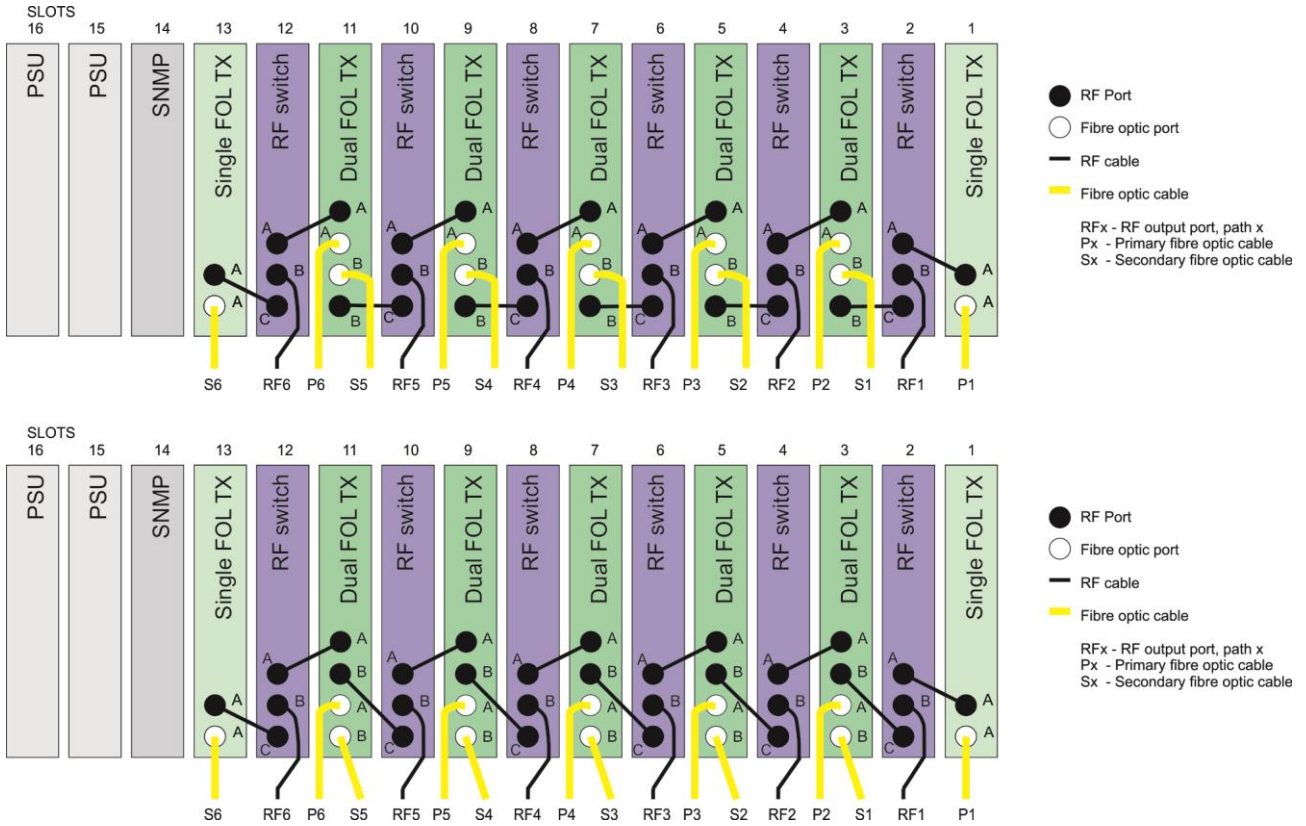 SLOTS
16 15 14 13 12 11 10 9 8 7 6 5 4 3 2 1
PSU PSU SNMP Single FOL TX RF switch Dual FOL TX RF switch Dual FOL TX RF switch Dual FOL TX RF switch Dual FOL TX RF switch Dual FOL TX RF switch Single FOL TX
A A A A A
A A A A A A A A A A A
A B B B B B B B B B B B A
A C B C B C B C B C B C A
S6 RF6 P6 S5 RF5 P5 S4 RF4 P4 S3 RF3 P3 S2 RF2 P2 S1 RF1 P1
RF Port
Fibre optic port
RF cable
Fibre optic cable
RFx - RF output port, path x
Px - Primary fibre optic cable
Sx - Secondary fibre optic cable
SLOTS
16 15 14 13 12 11 10 9 8 7 6 5 4 3 2 1
PSU PSU SNMP Single FOL TX RF switch Dual FOL TX RF switch Dual FOL TX RF switch Dual FOL TX RF switch Dual FOL TX RF switch Dual FOL TX RF switch Single FOL TX
A A A A A
A B A B A B A B A B A
A B A B A B A B A B A B A
A C B C B C B C B C B C A
S6 RF6 P6 S5 RF5 P5 S4 RF4 P4 S3 RF3 P3 S2 RF2 P2 S1 RF1 P1
RF Port
Fibre optic port
RF cable
Fibre optic cable
RFx - RF output port, path x
Px - Primary fibre optic cable
Sx - Secondary fibre optic cable